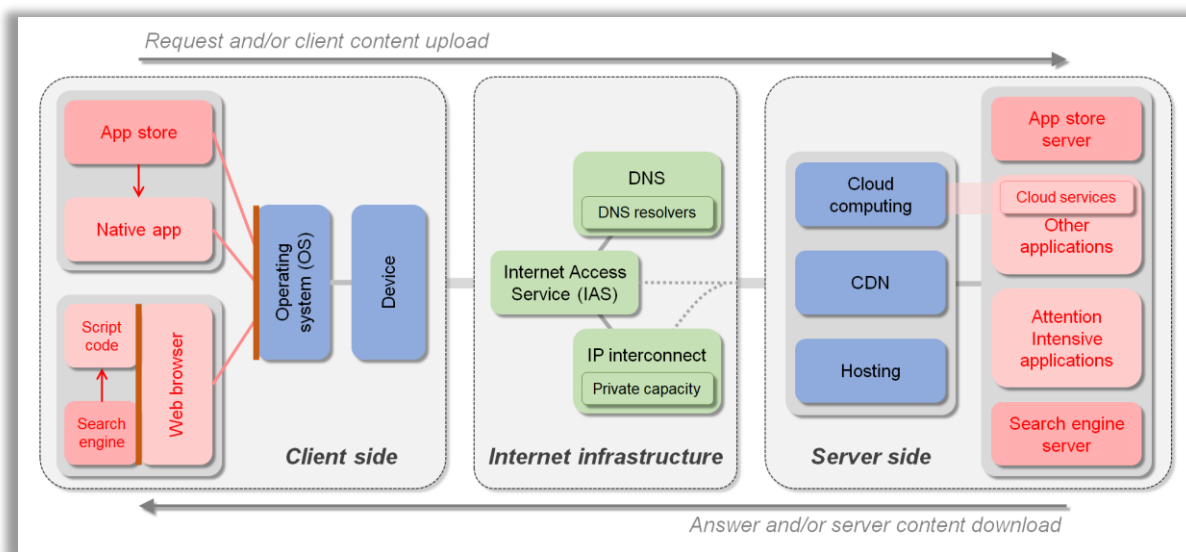 Request and/or client content upload
App store
Native app
Script
code
Search
engine
Web browser
Operating
system (OS)
Device
Client side
DNS
DNS resolvers
Internet Access
Service (IAS)
IP interconnect
Private capacity
Internet infrastructure
Cloud
computing
CDN
Hosting
Server side
App store
server
Cloud services
Other
applications
Attention
Intensive
applications
Search engine
server
Answer and/or server content download